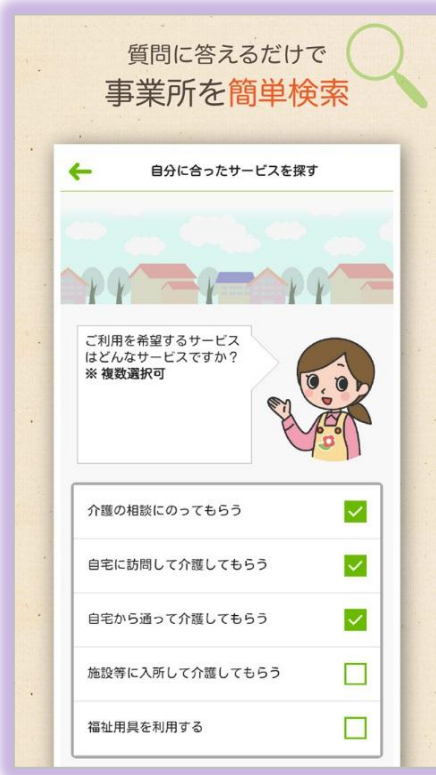 質問に答えるだけで
事業所を簡単検索
自分に合ったサービスを探す
ご利用を希望するサービス
はどんなサービスですか？
※ 複数選択可
介護の相談にのってもらう
自宅に訪問して介護してもらう
自宅から通って介護してもらう
施設等に入所して介護してもらう
福祉用具を利用する